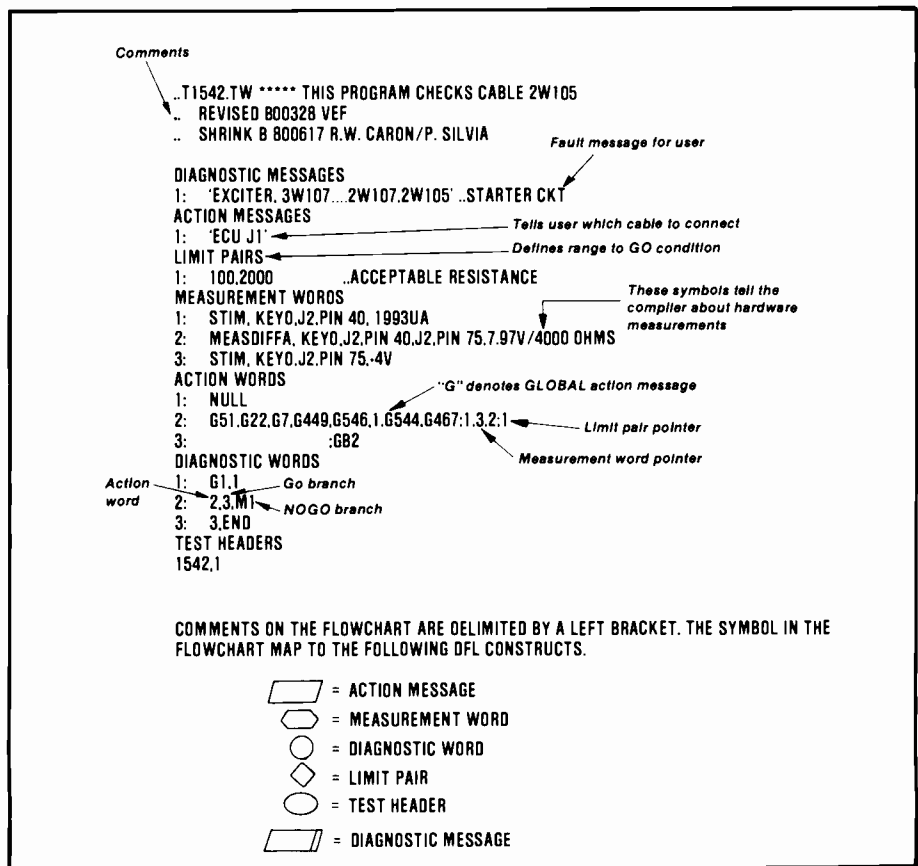 Comments
..T1542.TW ***** THIS PROGRAM CHECKS CABLE 2W105
.. REVISED B00328 VEF
.. SHRINK B 800617 R.W. CARON/P. SILVIA
Fault message for user
DIAGNOSTIC MESSAGES
1: 'EXCITER, 3W107....2W107,2W105' ..STARTER CKT
ACTION MESSAGES
1: 'ECU J1'
Tells user which cable to connect
Defines range to GO condition
LIMIT PAIRS
1: 100,2000 ..ACCEPTABLE RESISTANCE
MEASUREMENT WORDS
These symbols tell the
compiler about hardware
measurements
1: STIM, KEYO,J2,PIN 40, 1993UA
2: MEASDIFFA, KEYO,J2,PIN 40,J2,PIN 75,7.97V/4000 OHMS
3: STIM, KEYO,J2,PIN 75,-4V
ACTION WORDS
"G" denotes GLOBAL action message
1: NULL
2: G51,G22,G7,G449,G546,1,G544,G467:1,3,2:1
Limit pair pointer
3: :GB2
Measurement word pointer
DIAGNOSTIC WORDS
Action
word
1: G1,1
Go branch
2: 2,3,M1
NOGO branch
3: 3,END
TEST HEADERS
1542,1
COMMENTS ON THE FLOWCHART ARE DELIMITED BY A LEFT BRACKET. THE SYMBOL IN THE
FLOWCHART MAP TO THE FOLLOWING DFL CONSTRUCTS.
= ACTION MESSAGE
= MEASUREMENT WORD
= DIAGNOSTIC WORD
= LIMIT PAIR
= TEST HEADER
= DIAGNOSTIC MESSAGE